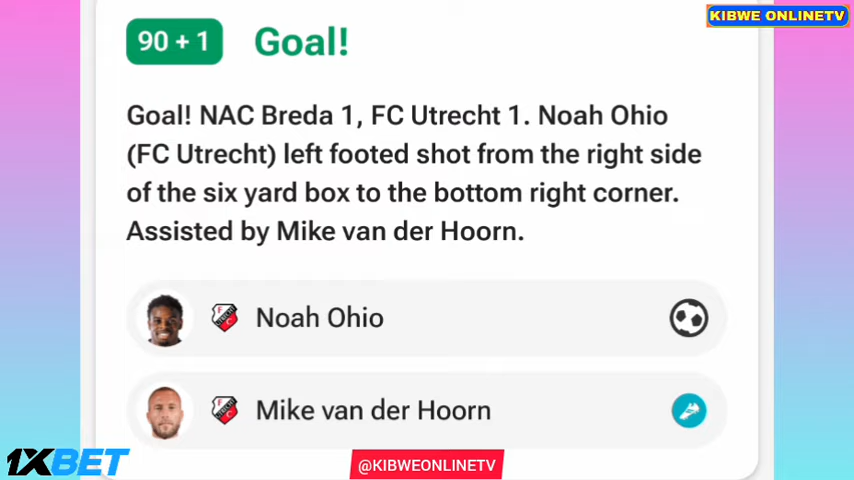 KIBWE ONLINETV
90 + 1 Goal!
Goal! NAC Breda 1, FC Utrecht 1. Noah Ohio
(FC Utrecht) left footed shot from the right side
of the six yard box to the bottom right corner.
Assisted by Mike van der Hoorn.
Noah Ohio
Mike van der Hoorn
1XBET
@KIBWEONLINETV